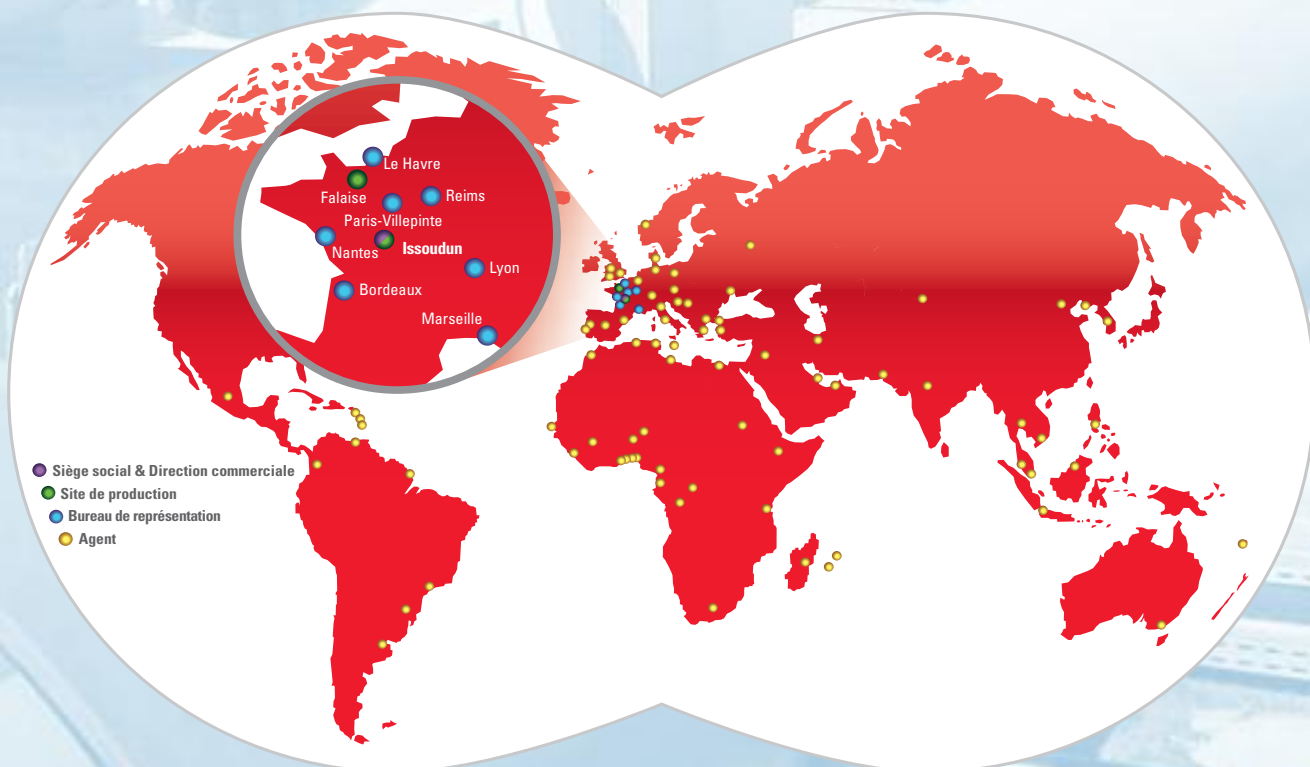 Le Havre
Falaise
Reims
Paris-Villepinte
Nantes
Issoudun
Lyon
Bordeaux
Marseille
Siège social & Direction commerciale
Site de production
Bureau de représentation
Agent